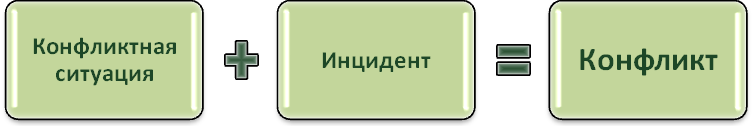 Конфликтная
ситуация
+
Инцидент
=
Конфликт